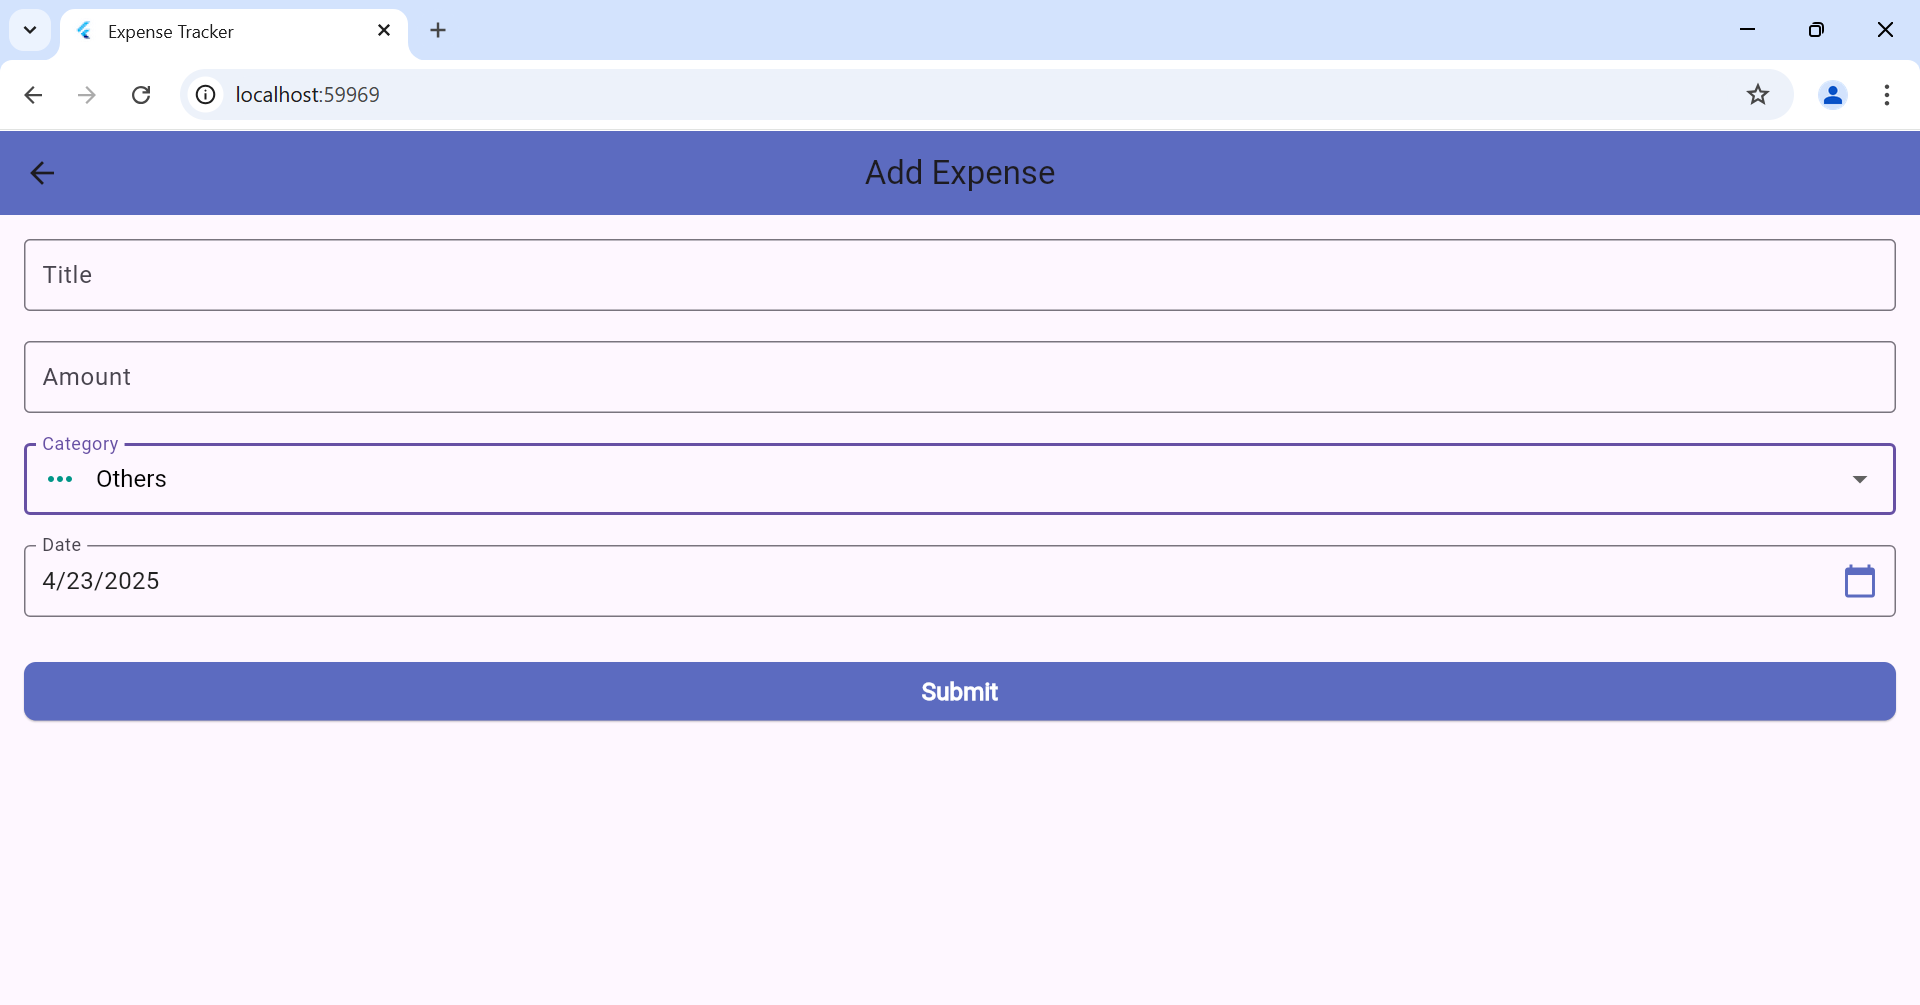 Expense Tracker
localhost:59969
Add Expense
Title
Amount
Category
Others
Date
4/23/2025
Submit